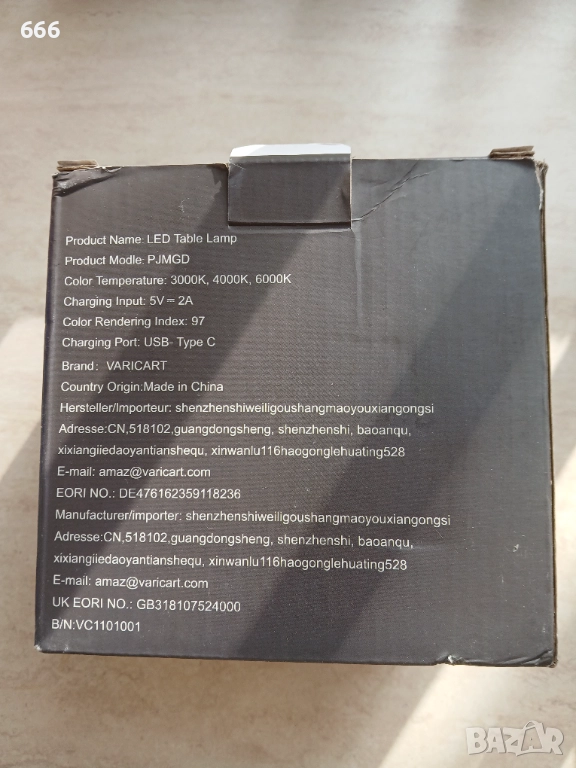 666
Product Name: LED Table Lamp
Product Modle: PJMGD
Color Temperature: 3000K, 4000K, 6000K
Charging Input: 5V⎓2A
Color Rendering Index: 97
Charging Port: USB- Type C
Brand： VARICART
Country Origin:Made in China
Hersteller/Importeur: shenzhenshiweiligoushangmaoyouxiangongsi
Adresse:CN,518102,guangdongsheng, shenzhenshi, baoanqu,
xixiangjiedaoyantianshequ, xinwanlu116haogonglehuating528
E-mail: amaz@varicart.com
EORI NO.: DE476162359118236
Manufacturer/importer: shenzhenshiweiligoushangmaoyouxiangongsi
Adresse:CN,518102,guangdongsheng, shenzhenshi, baoanqu,
xixiangjiedaoyantianshequ, xinwanlu116haogonglehuating528
E-mail: amaz@varicart.com
UK EORI NO.: GB318107524000
B/N:VC1101001
BAZAR